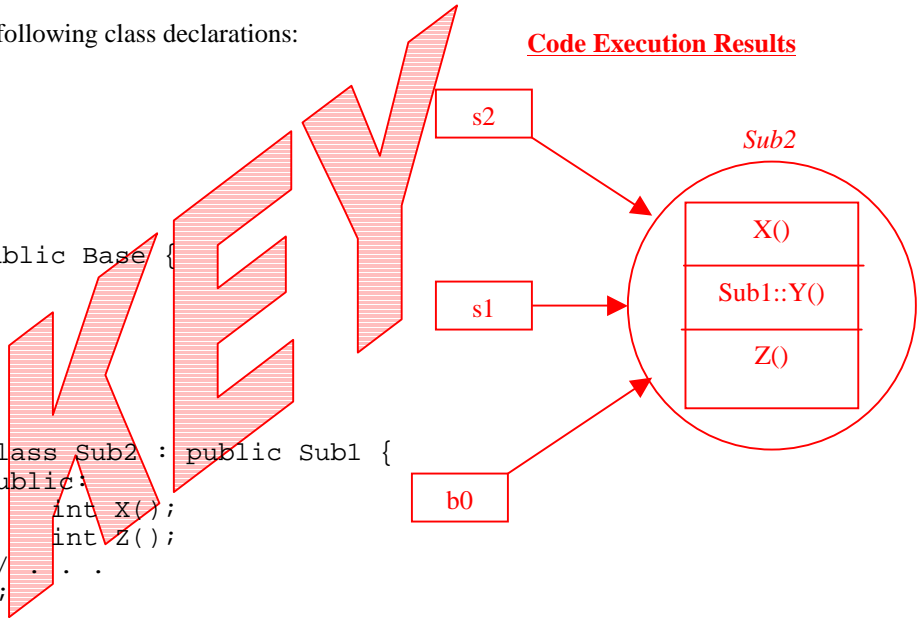 following class declarations:
Code Execution Results
s2
Sub2
X()
blic Base {
Sub1::Y()
s1
Z()
lass Sub2 : public Sub1 {
ublic:
b0
int X();
int Z();
/ . . .
;
KEY